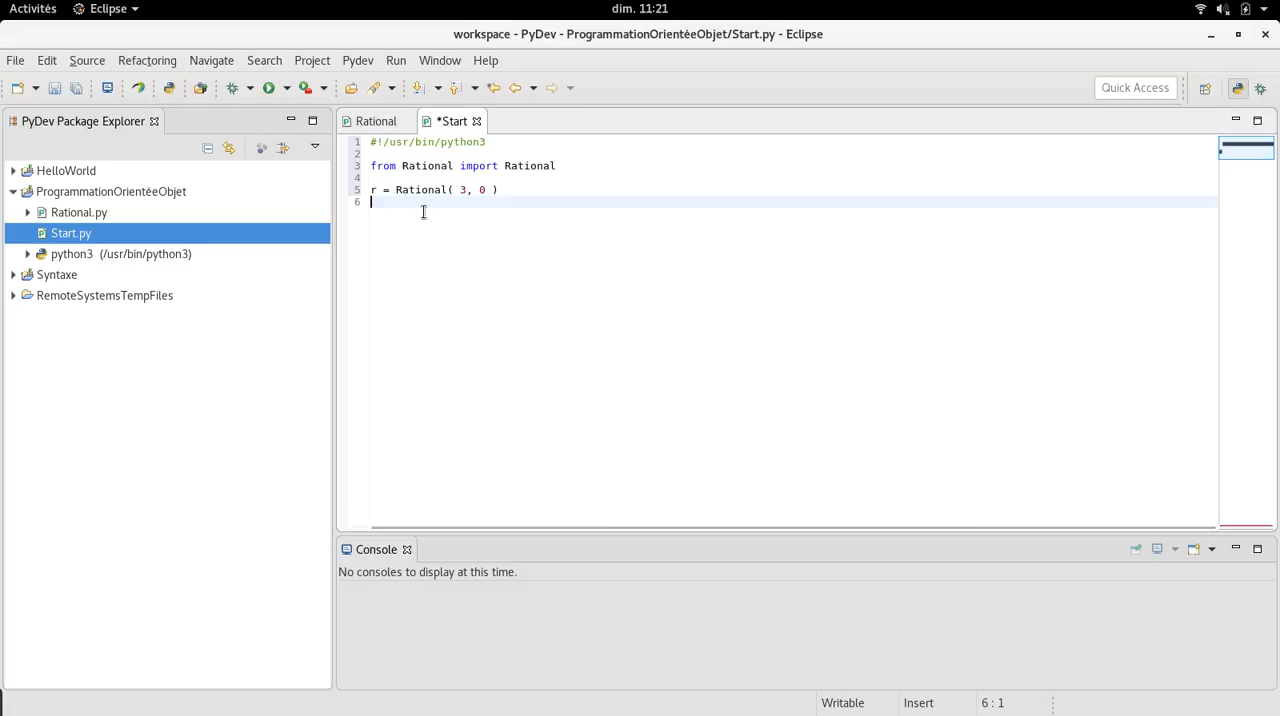 Activités Eclipse dim. 11:21
workspace - PyDev - ProgrammationOrientéeObjet/Start.py - Eclipse
File Edit Source Refactoring Navigate Search Project Pydev Run Window Help
Quick Access
PyDev Package Explorer
HelloWorld
ProgrammationOrientéeObjet
Rational.py
Start.py
python3 (/usr/bin/python3)
Syntaxe
RemoteSystemsTempFiles
Rational *Start
1 #!/usr/bin/python3
2
3 from Rational import Rational
4
5 r = Rational( 3, 0 )
6
Console
No consoles to display at this time.
Writable Insert 6 : 1